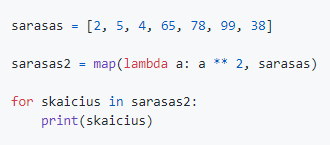 sarasas = [2, 5, 4, 65, 78, 99, 38]
sarasas2 = map(lambda a: a ** 2, sarasas)
for skaicius in sarasas2:
    print(skaicius)